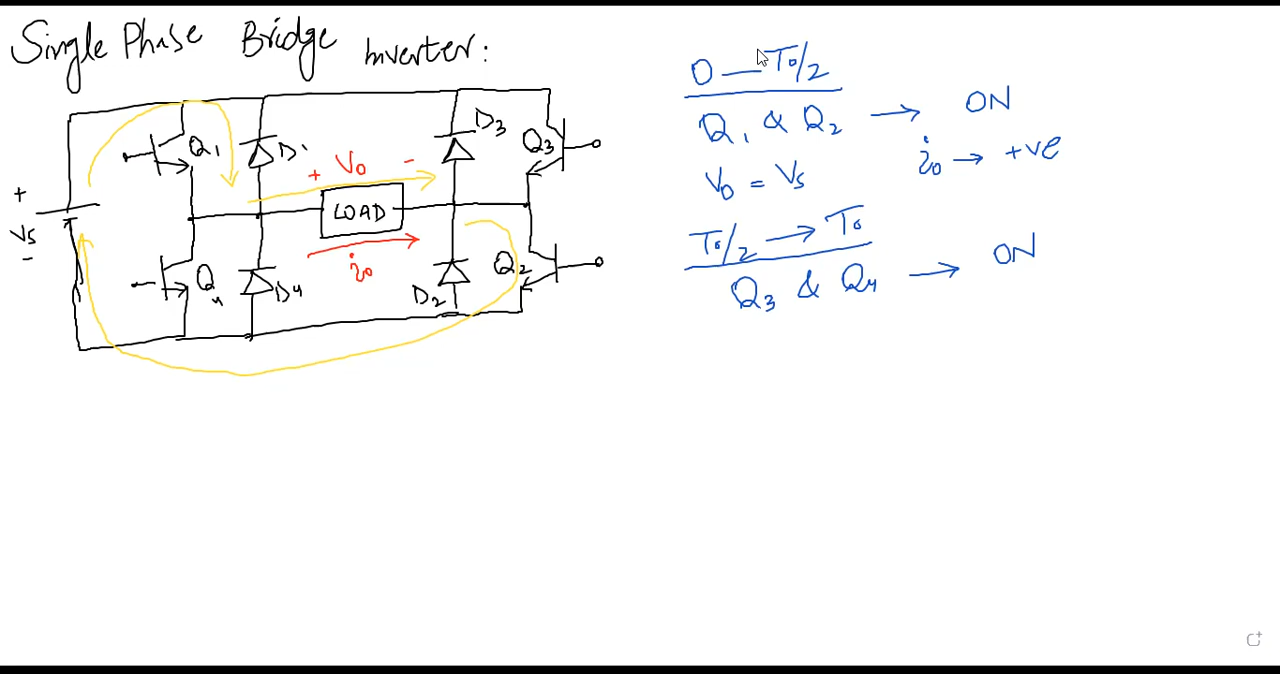 Single Phase Bridge Inverter:
Q1
D1
D3
Q3
+ V0 -
+
Vs
-
LOAD
i0
Q4
D4
D2
Q2
0 — T0/2
Q1 & Q2 → ON
i0 → +ve
V0 = Vs
T0/2 → T0
Q3 & Q4 → ON